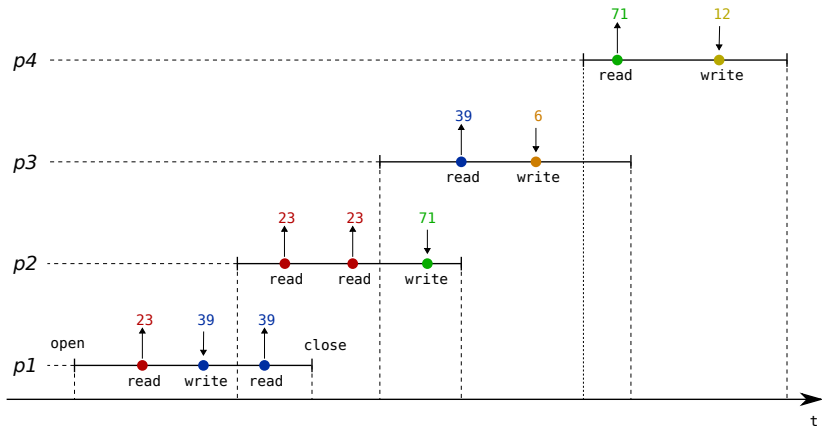 71 12
p4
read write
39 6
p3
read write
23 23 71
p2
read read write
23 39 39
open close
p1
read write read
t